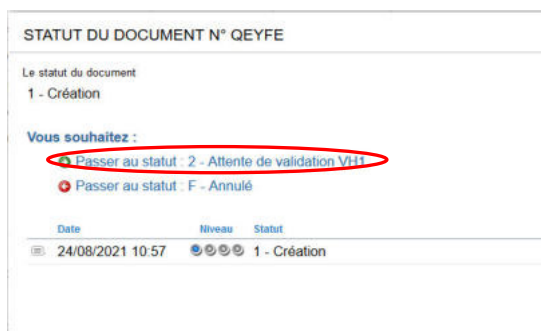 STATUT DU DOCUMENT N° QEYFE
Le statut du document
1 - Création
Vous souhaitez :
Passer au statut : 2 - Attente de validation VH1
Passer au statut : F - Annulé
Date Niveau Statut
24/08/2021 10:57 1 - Création